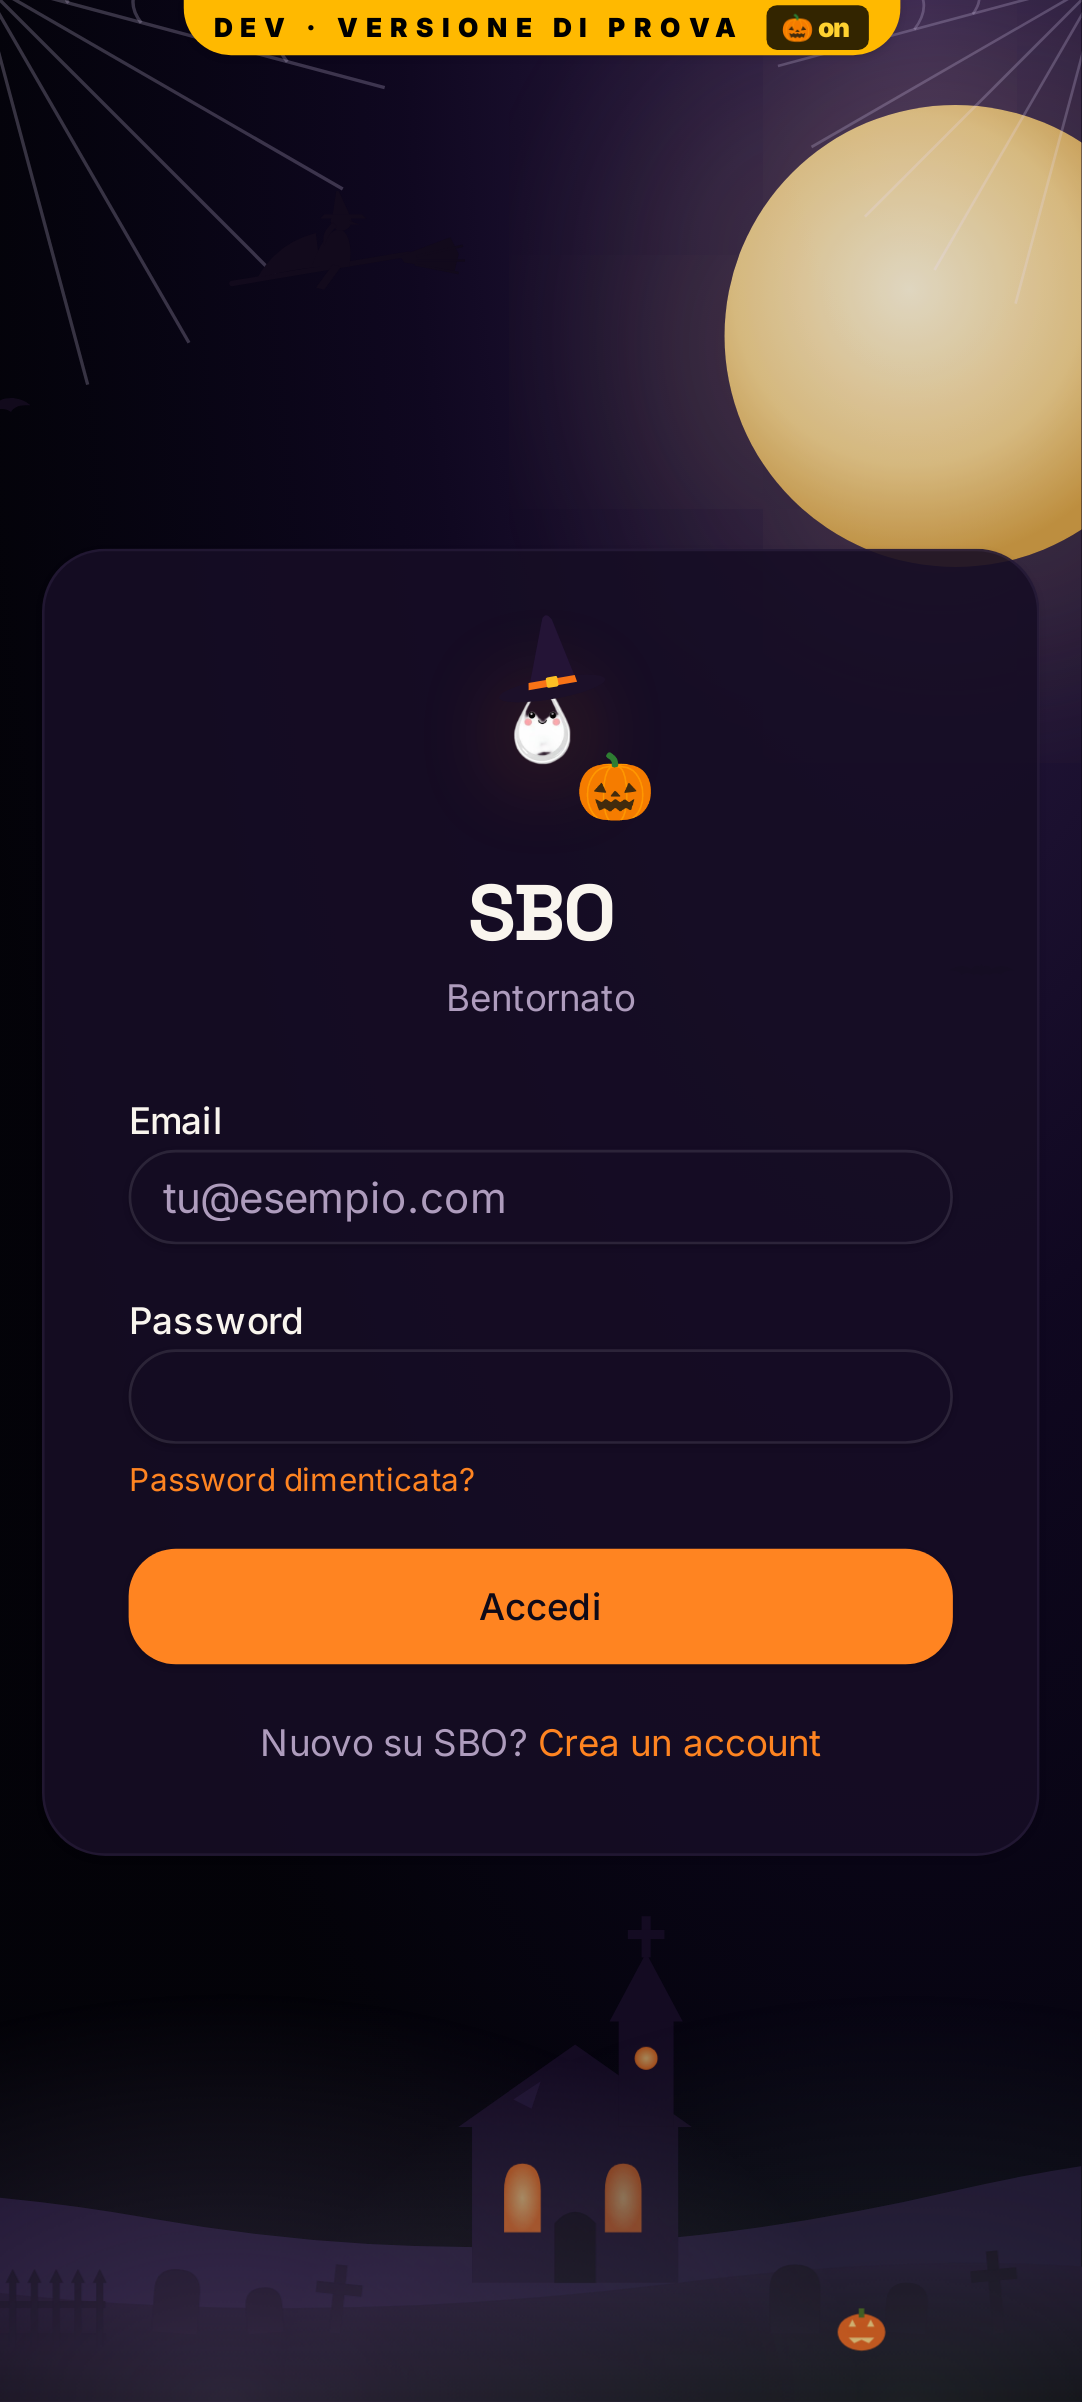 DEV · VERSIONE DI PROVA 🎃 on
SBO
Bentornato
Email
tu@esempio.com
Password
Password dimenticata?
Accedi
Nuovo su SBO? Crea un account